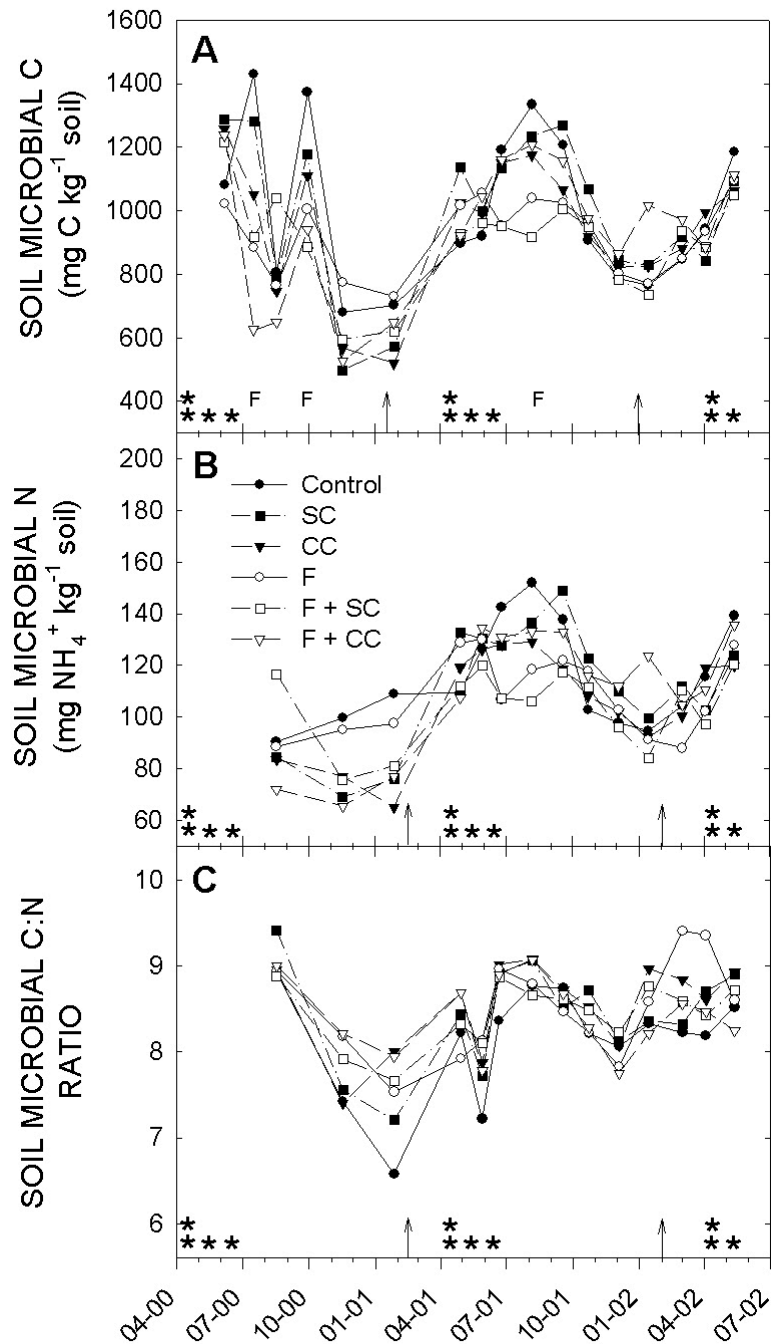 A
SOIL MICROBIAL C
(mg C kg⁻¹ soil)
1600
1400
1200
1000
800
600
400
* F F * F *
* * * * * * * *
B
SOIL MICROBIAL N
(mg NH₄⁺ kg⁻¹ soil)
200
180
160
140
120
100
80
60
Control
SC
CC
F
F + SC
F + CC
* * *
* * * * * * * *
C
SOIL MICROBIAL C:N
RATIO
10
9
8
7
6
* * *
* * * * * * * *
04-00 07-00 10-00 01-01 04-01 07-01 10-01 01-02 04-02 07-02